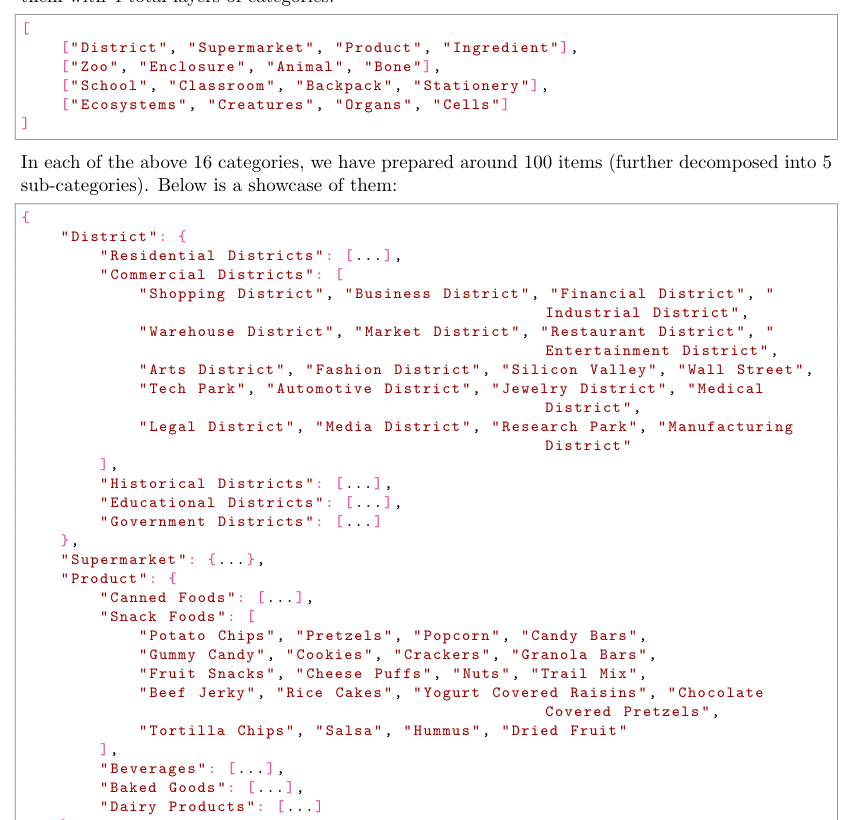 them with 4 total layers of categories.
[
["District", "Supermarket", "Product", "Ingredient"],
["Zoo", "Enclosure", "Animal", "Bone"],
["School", "Classroom", "Backpack", "Stationery"],
["Ecosystems", "Creatures", "Organs", "Cells"]
]
In each of the above 16 categories, we have prepared around 100 items (further decomposed into 5
sub-categories). Below is a showcase of them:
{
"District": {
"Residential Districts": [...],
"Commercial Districts": [
"Shopping District", "Business District", "Financial District", "
Industrial District",
"Warehouse District", "Market District", "Restaurant District", "
Entertainment District",
"Arts District", "Fashion District", "Silicon Valley", "Wall Street",
"Tech Park", "Automotive District", "Jewelry District", "Medical
District",
"Legal District", "Media District", "Research Park", "Manufacturing
District"
],
"Historical Districts": [...],
"Educational Districts": [...],
"Government Districts": [...]
},
"Supermarket": {...},
"Product": {
"Canned Foods": [...],
"Snack Foods": [
"Potato Chips", "Pretzels", "Popcorn", "Candy Bars",
"Gummy Candy", "Cookies", "Crackers", "Granola Bars",
"Fruit Snacks", "Cheese Puffs", "Nuts", "Trail Mix",
"Beef Jerky", "Rice Cakes", "Yogurt Covered Raisins", "Chocolate
Covered Pretzels",
"Tortilla Chips", "Salsa", "Hummus", "Dried Fruit"
],
"Beverages": [...],
"Baked Goods": [...],
"Dairy Products": [...]